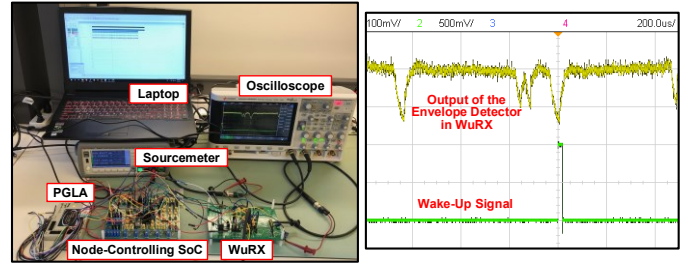 Laptop
Oscilloscope
Sourcemeter
PGLA
Node-Controlling SoC
WuRX
100mV/ 2 500mV/ 3 4 200.0us/
Output of the
Envelope Detector
in WuRX
Wake-Up Signal